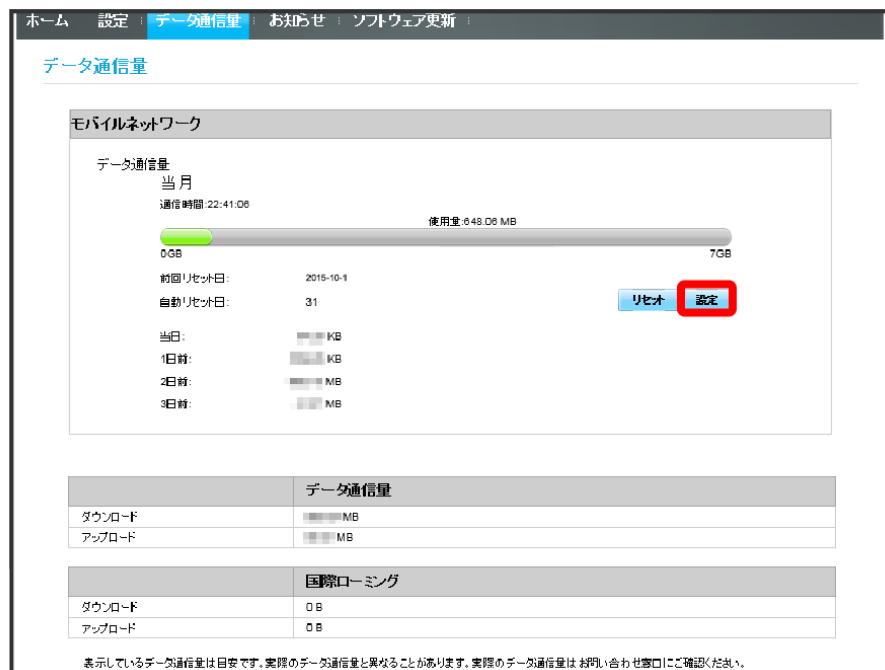 ホーム 設定 データ通信量 お知らせ ソフトウェア更新
データ通信量
モバイルネットワーク
データ通信量
当月
通信時間:22:41:06
使用量:648.06 MB
0GB 7GB
前回リセット日: 2015-10-1
自動リセット日: 31
リセット 設定
当日: KB
1日前: KB
2日前: MB
3日前: MB
データ通信量
ダウンロード MB
アップロード MB
国際ローミング
ダウンロード 0 B
アップロード 0 B
表示しているデータ通信量は目安です。実際のデータ通信量と異なることがあります。実際のデータ通信量はお問い合わせ窓口にご確認ください。